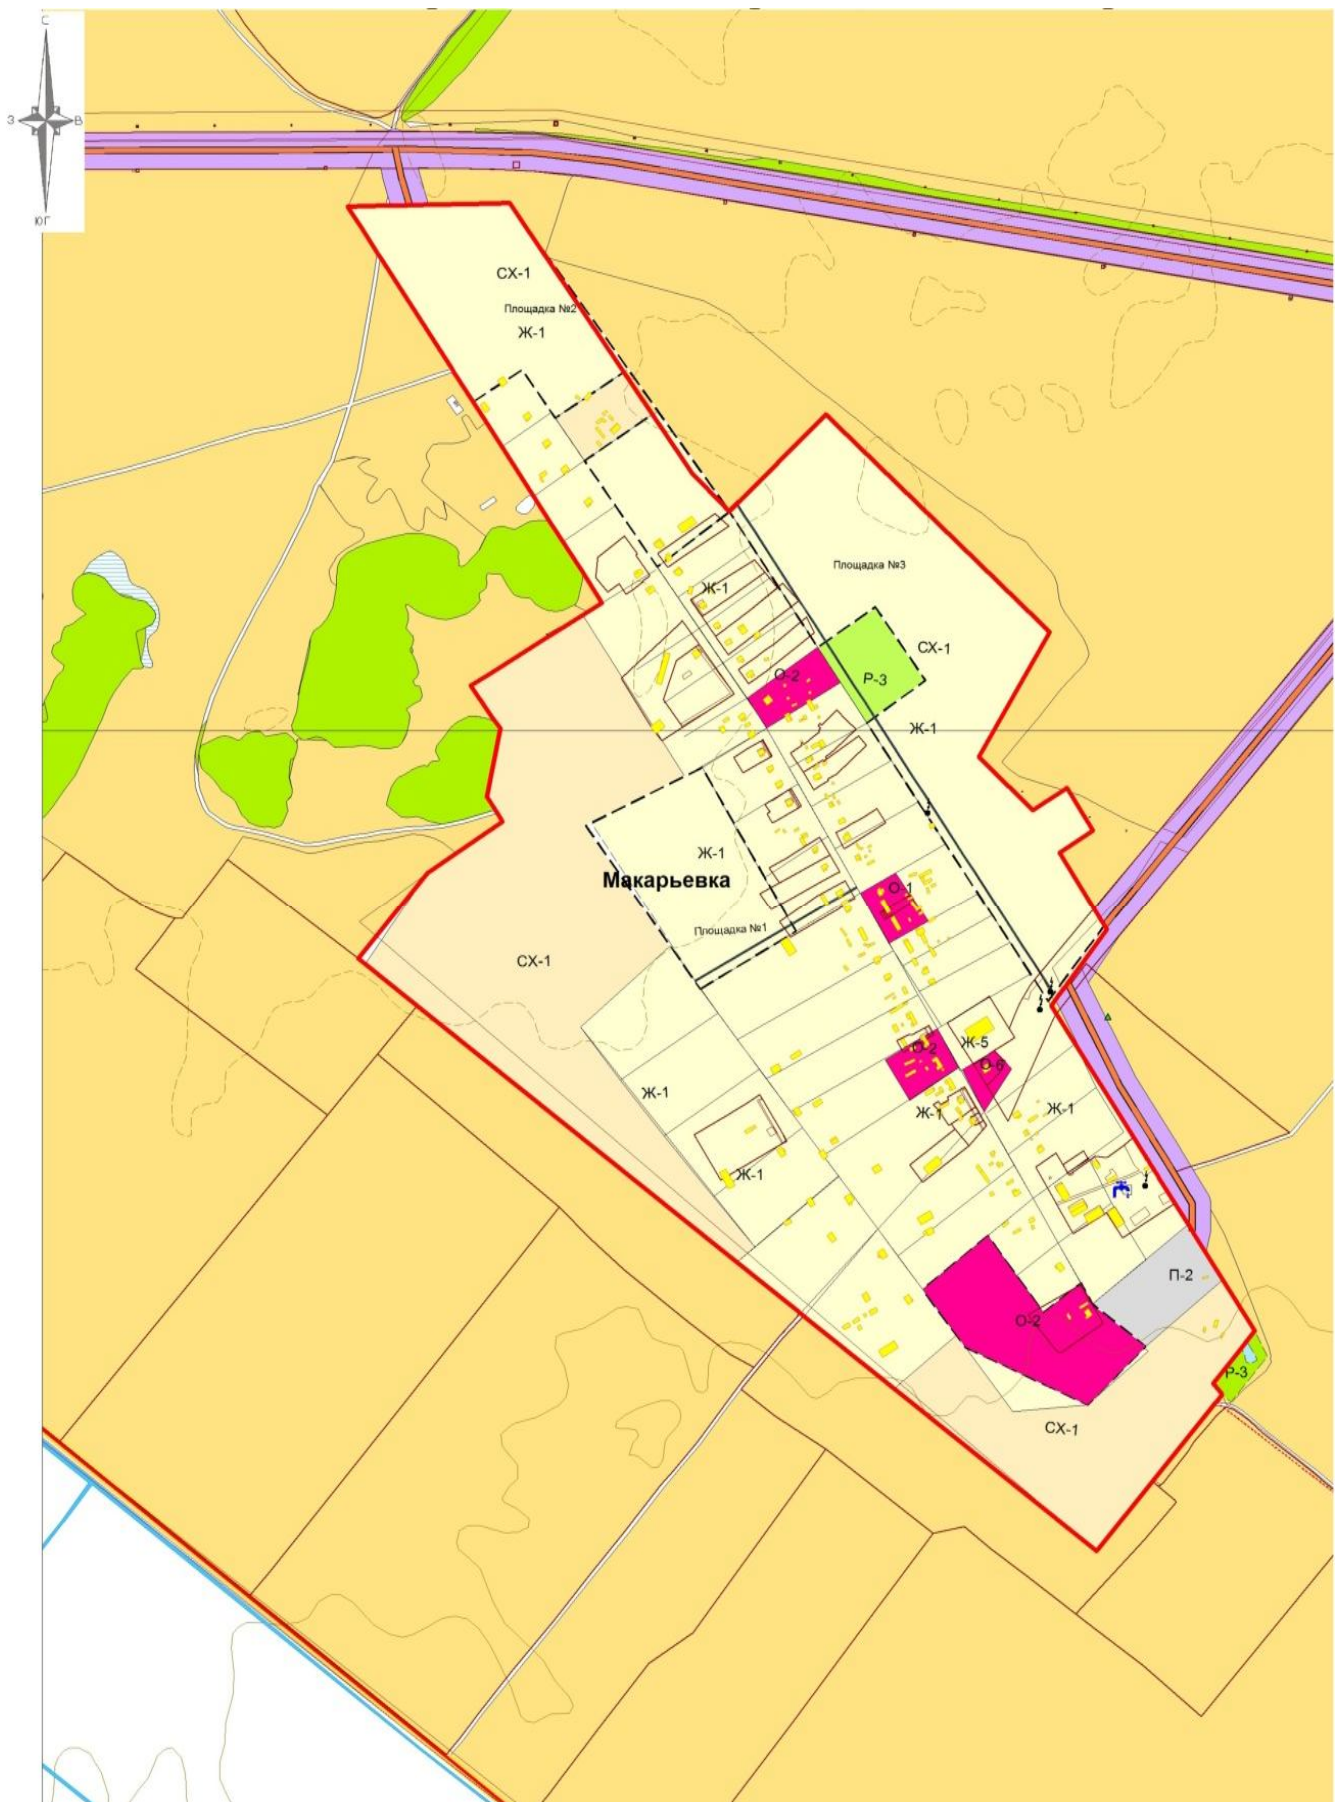 С
З
В
ЮГ
СХ-1
Площадка №2
Ж-1
Площадка №3
Ж-1
СХ-1
О-2
Р-3
Ж-1
Ж-1
Макарьевка
О-1
Площадка №1
СХ-1
Ж-5
О-2
О-6
Ж-1
Ж-1
Ж-1
Ж-1
П-2
О-2
Р-3
СХ-1